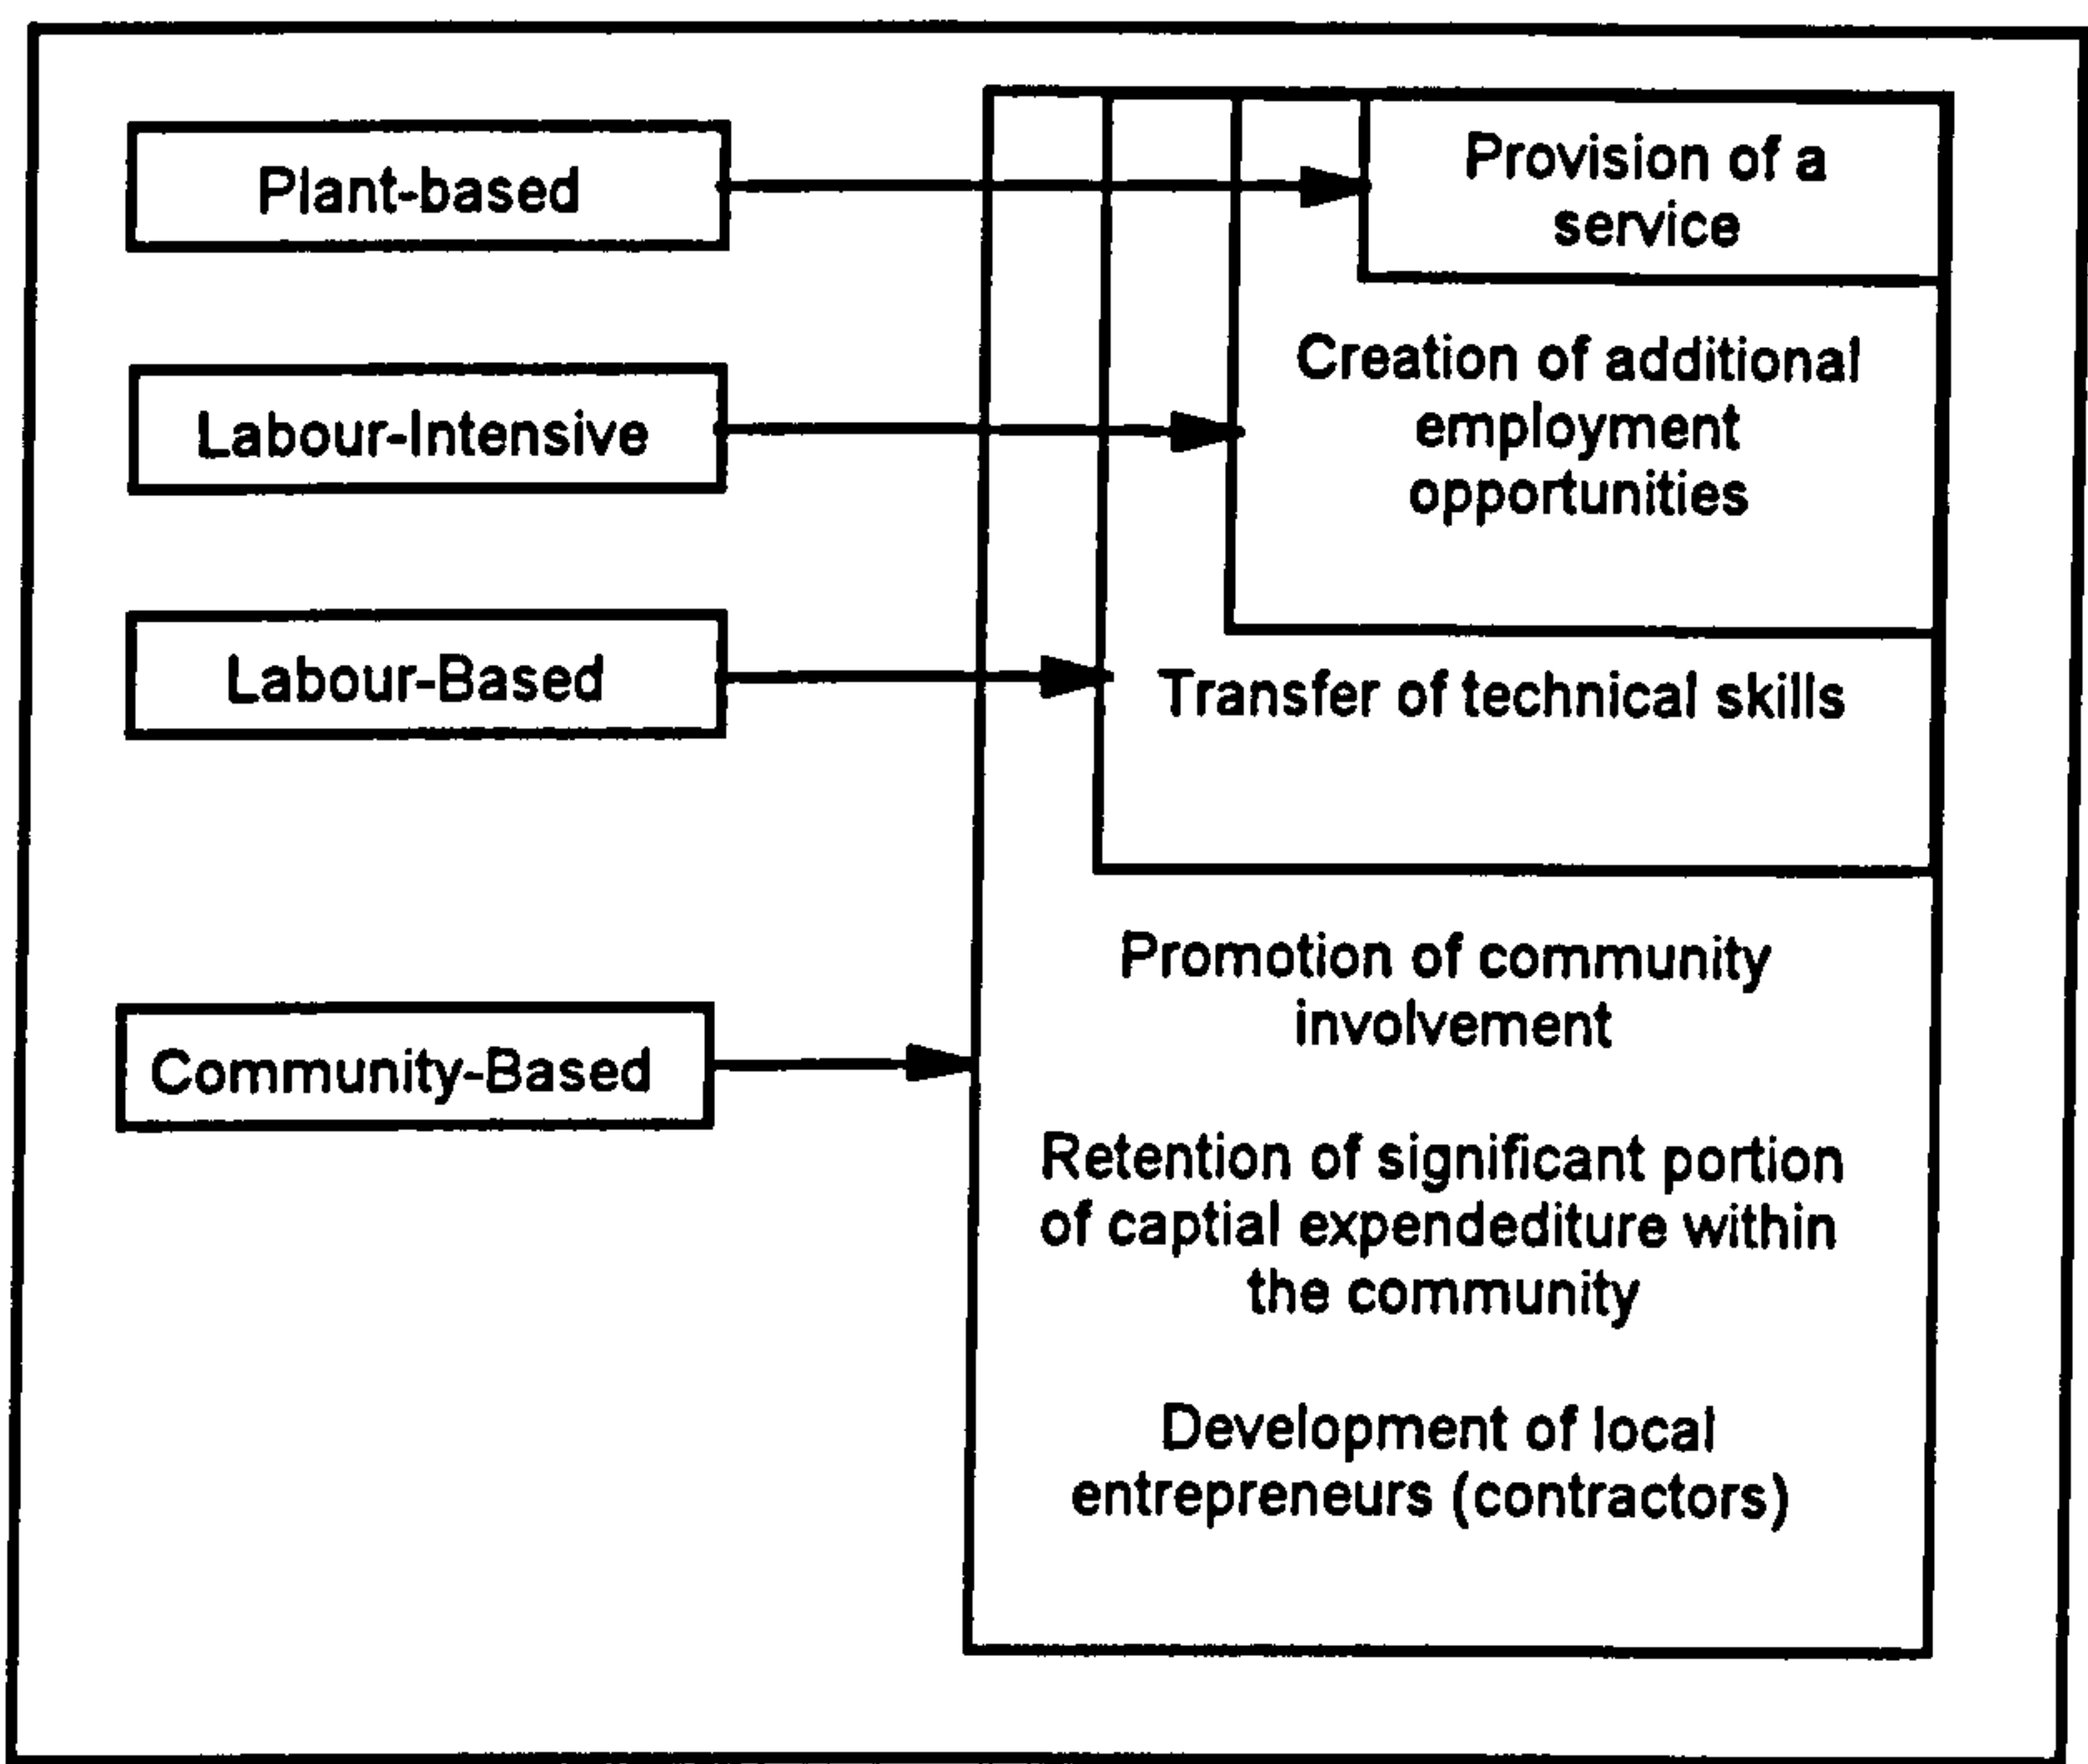 Plant-based
Provision of a
service
Labour-Intensive
Creation of additional
employment
opportunities
Labour-Based
Transfer of technical skills
Community-Based
Promotion of community
involvement
Retention of significant portion
of captial expendediture within
the community
Development of local
entrepreneurs (contractors)